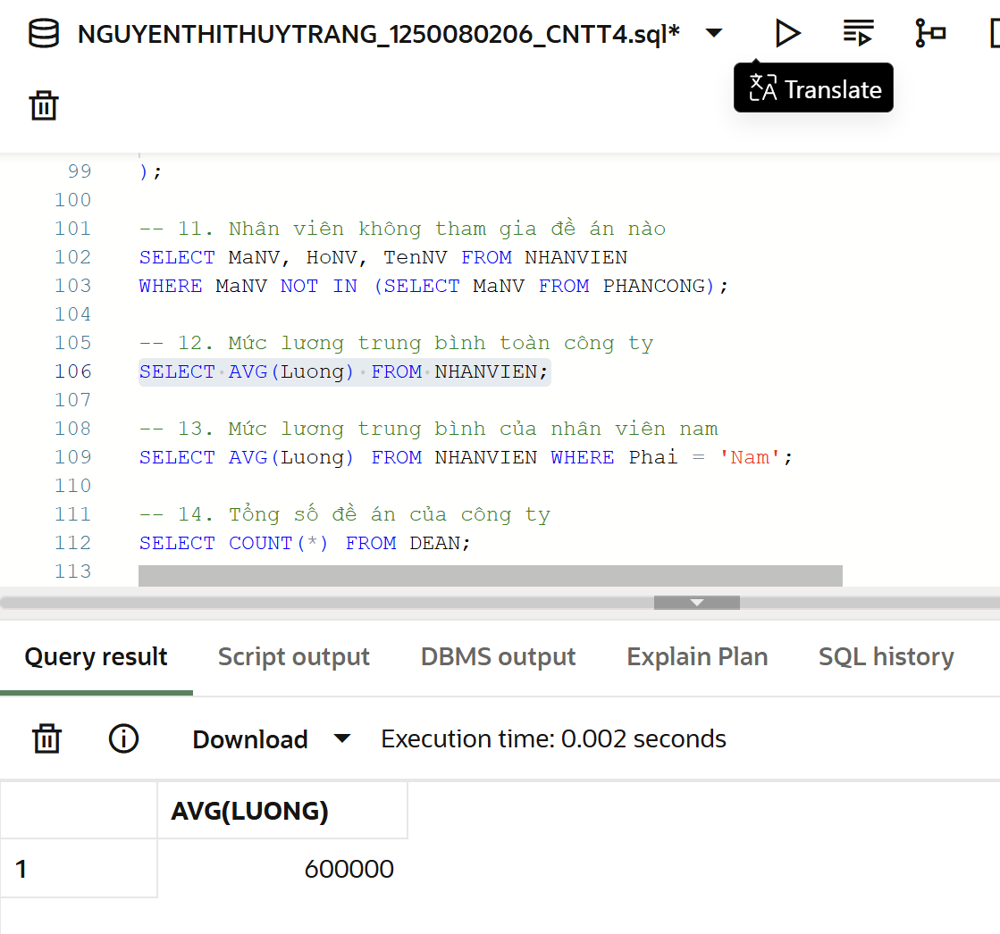 NGUYENTHITHUYTRANG_1250080206_CNTT4.sql*
Translate
99 );
100
101 -- 11. Nhân viên không tham gia đề án nào
102 SELECT MaNV, HoNV, TenNV FROM NHANVIEN
103 WHERE MaNV NOT IN (SELECT MaNV FROM PHANCONG);
104
105 -- 12. Mức lương trung bình toàn công ty
106 SELECT AVG(Luong) FROM NHANVIEN;
107
108 -- 13. Mức lương trung bình của nhân viên nam
109 SELECT AVG(Luong) FROM NHANVIEN WHERE Phai = 'Nam';
110
111 -- 14. Tổng số đề án của công ty
112 SELECT COUNT(*) FROM DEAN;
113
Query result Script output DBMS output Explain Plan SQL history
Download Execution time: 0.002 seconds
AVG(LUONG)
1 600000